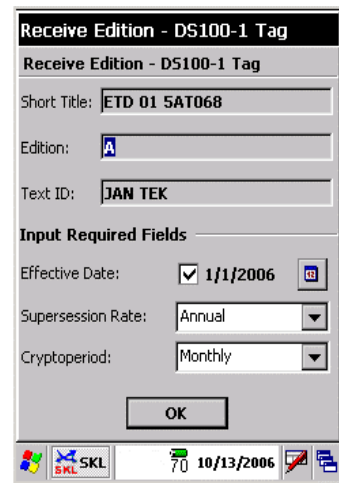 Receive Edition - DS100-1 Tag
Receive Edition - DS100-1 Tag
Short Title: ETD 01 5AT068
Edition: A
Text ID: JAN TEK
Input Required Fields
Effective Date: 1/1/2006 12
Supersession Rate: Annual
Cryptoperiod: Monthly
OK
SKL SKL 70 10/13/2006